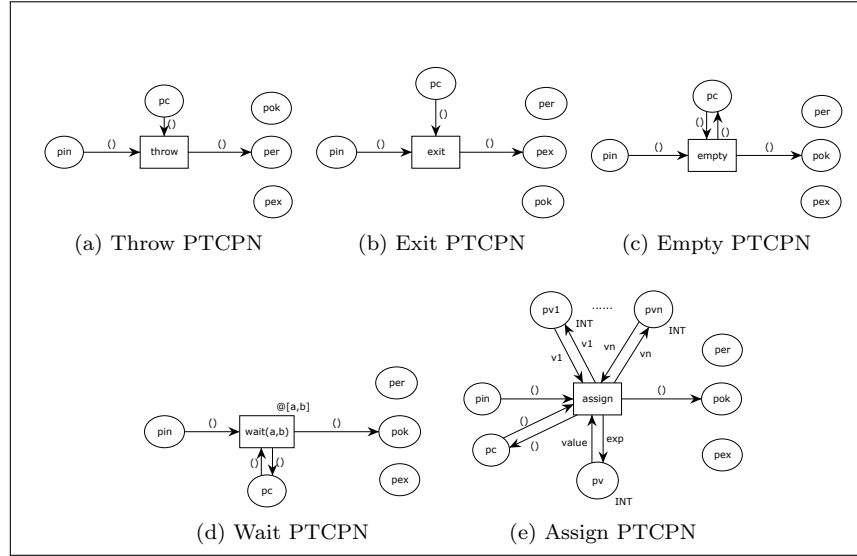 pc
()
pin
()
throw
()
pok
per
pex
(a) Throw PTCPN
pc
()
pin
()
exit
()
per
pex
pok
(b) Exit PTCPN
pc
()
()
pin
()
empty
()
per
pok
pex
(c) Empty PTCPN
@[a,b]
pin
()
wait(a,b)
()
()
()
pc
per
pok
pex
(d) Wait PTCPN
pv1
......
pvn
INT
INT
v1
v1
vn
vn
pin
()
assign
()
()
()
pc
value
exp
pv
INT
per
pok
pex
(e) Assign PTCPN